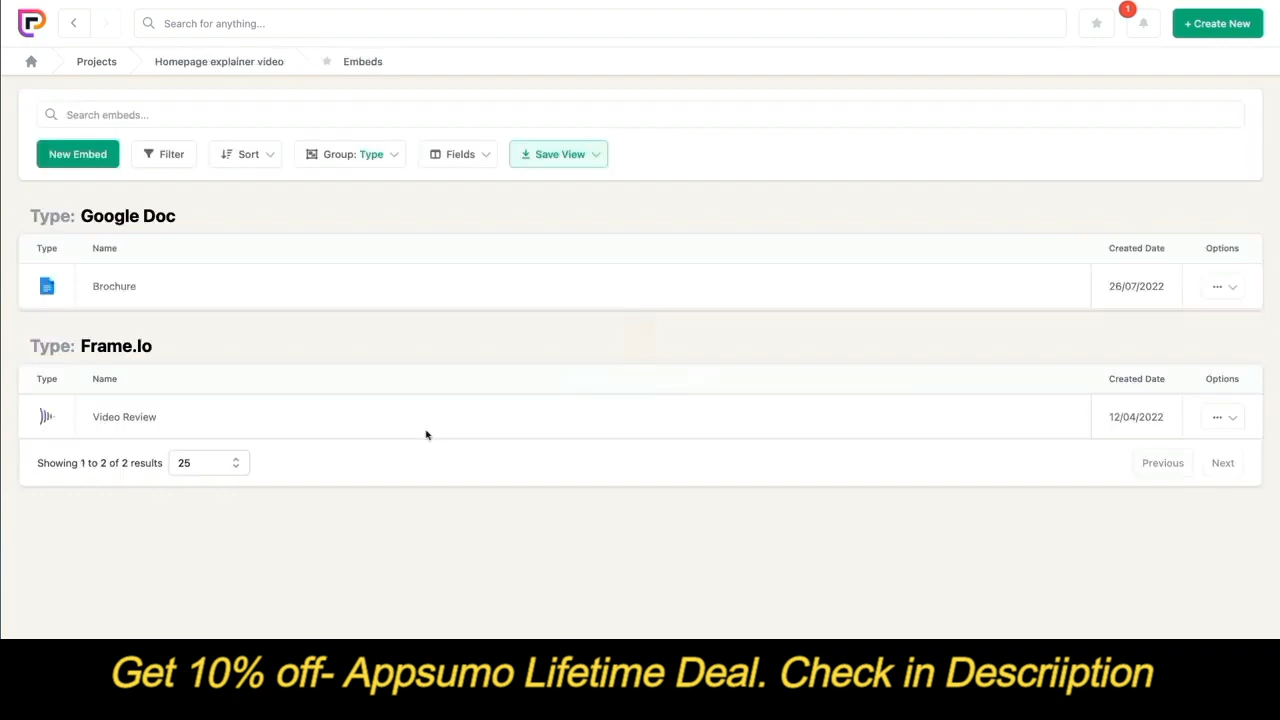 Search for anything...
1
+ Create New
Projects
Homepage explainer video
Embeds
Search embeds...
New Embed
Filter
Sort
Group: Type
Fields
Save View
Type: Google Doc
Type Name Created Date Options
Brochure 26/07/2022 ...
Type: Frame.Io
Type Name Created Date Options
Video Review 12/04/2022 ...
Showing 1 to 2 of 2 results 25 Previous Next
Get 10% off- Appsumo Lifetime Deal. Check in Descriiption